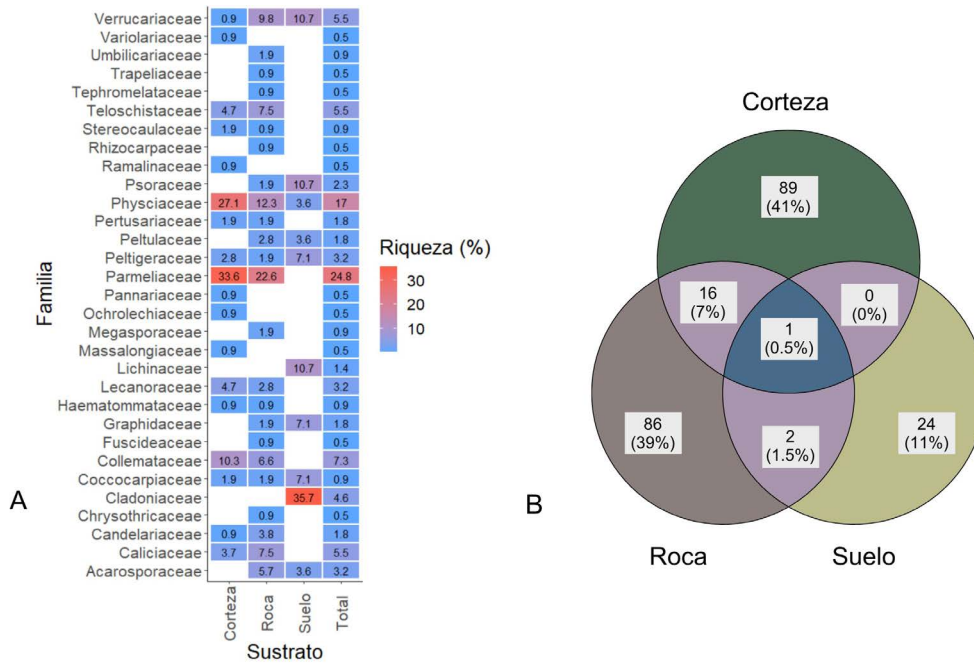 Verrucariaceae 0.9 9.8 10.7 5.5
Variolariaceae 0.9 0.5
Umbilicariaceae 1.9 0.9
Trapeliaceae 0.9 0.5
Tephromelataceae 0.9 0.5
Teloschistaceae 4.7 7.5 5.5
Stereocaulaceae 1.9 0.9 0.9
Rhizocarpaceae 0.9 0.5
Ramalinaceae 0.9 0.5
Psoraceae 1.9 10.7 2.3
Physciaceae 27.1 12.3 3.6 17
Pertusariaceae 1.9 1.9 1.8
Peltulaceae 2.8 3.6 1.8
Peltigeraceae 2.8 1.9 7.1 3.2
Parmeliaceae 33.6 22.6 24.8
Pannariaceae 0.9 0.5
Ochrolechiaceae 0.9 0.5
Megasporaceae 1.9 0.9
Massalongiaceae 0.9 0.5
Lichinaceae 10.7 1.4
Lecanoraceae 4.7 2.8 3.2
Haematommataceae 0.9 0.9 0.9
Graphidaceae 1.9 7.1 1.8
Fuscideaceae 0.9 0.5
Collemataceae 10.3 6.6 7.3
Coccocarpiaceae 1.9 1.9 7.1 0.9
Cladoniaceae 35.7 4.6
Chrysothricaceae 0.9 0.5
Candelariaceae 0.9 3.8 1.8
Caliciaceae 3.7 7.5 5.5
Acarosporaceae 5.7 3.6 3.2
Familia
Corteza
Roca
Suelo
Total
Sustrato
Riqueza (%)
30
20
10
A
Corteza
89
(41%)
16
(7%)
0
(0%)
1
(0.5%)
86
(39%)
2
(1.5%)
24
(11%)
B
Roca
Suelo